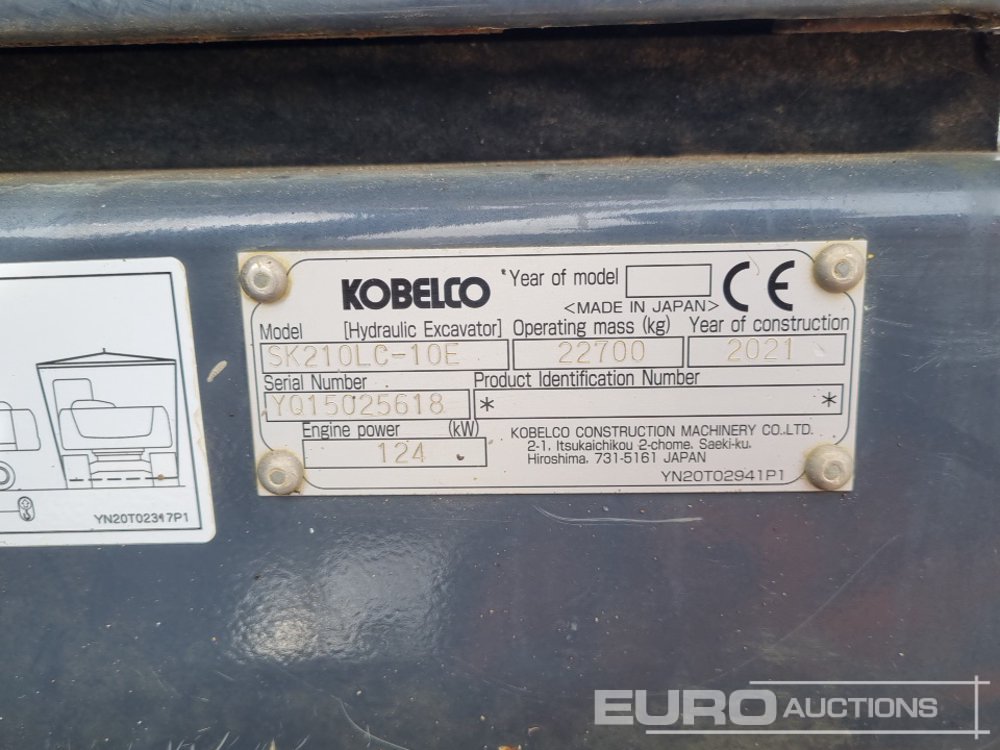 KOBELCO
*Year of model
CE
<MADE IN JAPAN>
Model [Hydraulic Excavator] Operating mass (kg) Year of construction
SK210LC-10E 22700 2021
Serial Number Product Identification Number
YQ15025618 * *
Engine power (kW)
124
KOBELCO CONSTRUCTION MACHINERY CO.,LTD.
2-1, Itsukaichikou 2-chome, Saeki-ku,
Hiroshima, 731-5161 JAPAN
YN20T02941P1
YN20T02317P1
EURO AUCTIONS